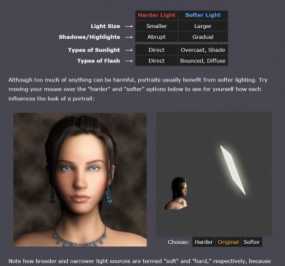 Harder Light Softer Light
Light Size → Smaller Larger
Shadows/Highlights → Abrupt Gradual
Types of Sunlight → Direct Overcast, Shade
Types of Flash → Direct Bounced, Diffuse
Although too much of anything can be harmful, portraits usually benefit from softer lighting. Try
moving your mouse over the "harder" and "softer" options below to see for yourself how each
influences the look of a portrait:
Choose: Harder Original Softer
Note how broader and narrower light sources are termed "soft" and "hard," respectively, because